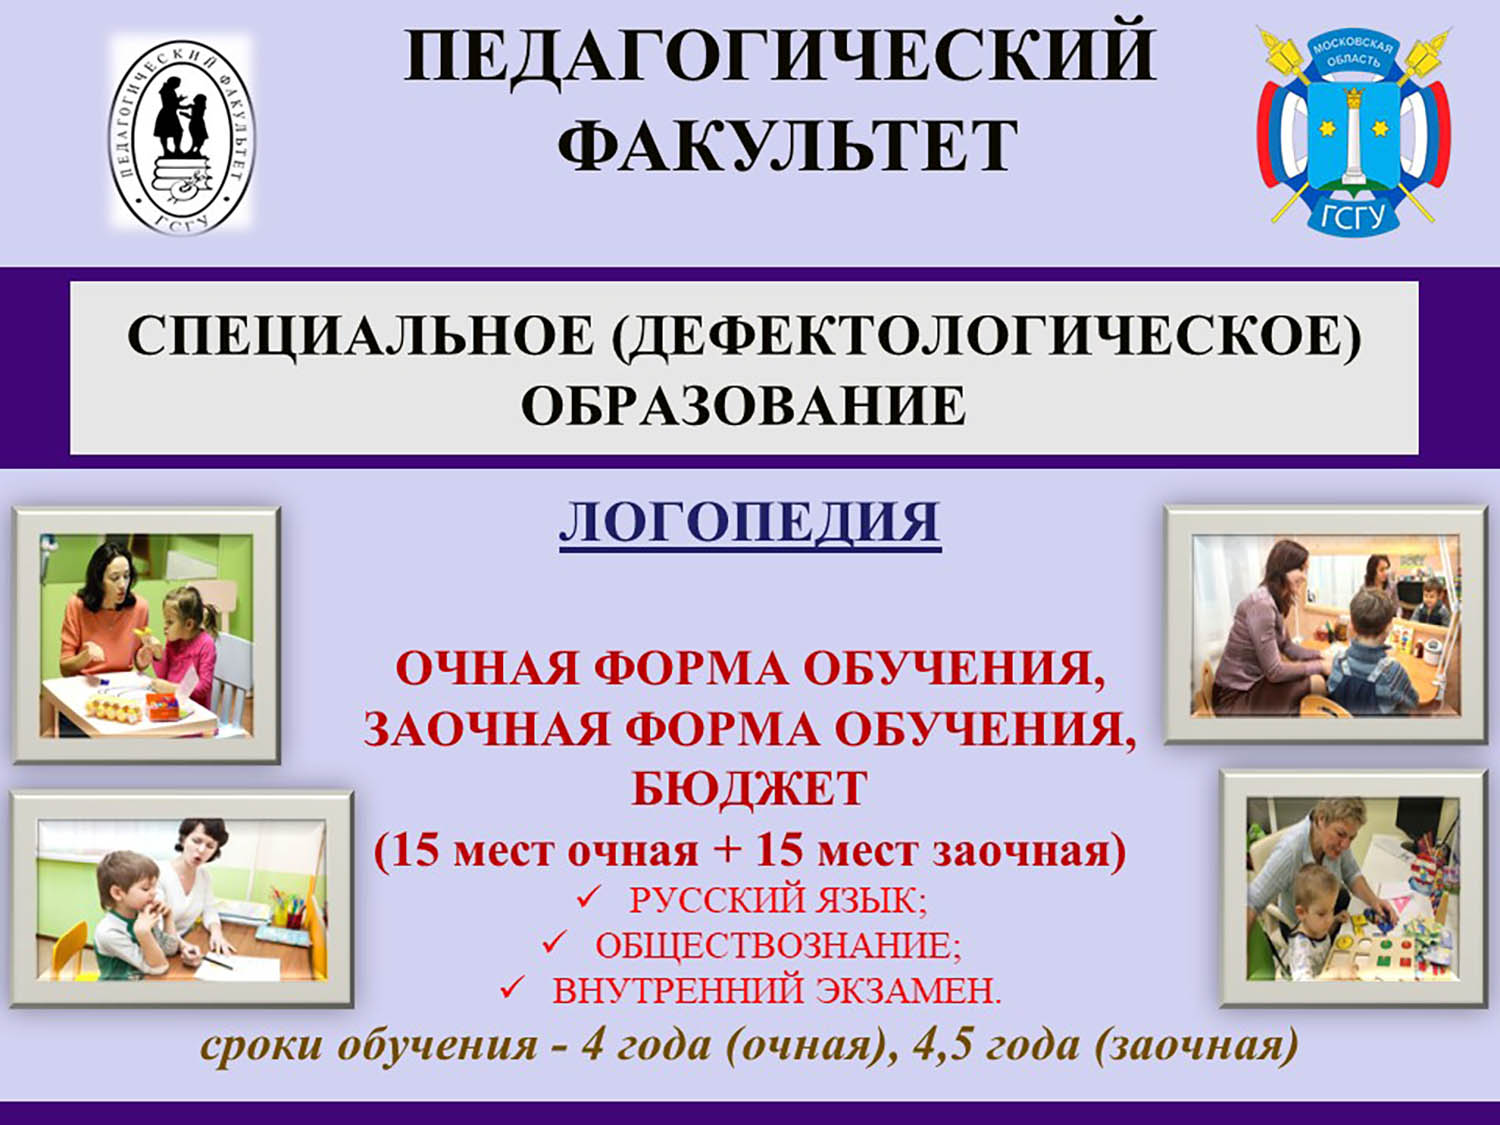 ПЕДАГОГИЧЕСКИЙ
ФАКУЛЬТЕТ
ПЕДАГОГИЧЕСКИЙ ФАКУЛЬТЕТ
ГСГУ
МОСКОВСКАЯ
ОБЛАСТЬ
ГСГУ
СПЕЦИАЛЬНОЕ (ДЕФЕКТОЛОГИЧЕСКОЕ)
ОБРАЗОВАНИЕ
ЛОГОПЕДИЯ
ОЧНАЯ ФОРМА ОБУЧЕНИЯ,
ЗАОЧНАЯ ФОРМА ОБУЧЕНИЯ,
БЮДЖЕТ
(15 мест очная + 15 мест заочная)
✓ РУССКИЙ ЯЗЫК;
✓ ОБЩЕСТВОЗНАНИЕ;
✓ ВНУТРЕННИЙ ЭКЗАМЕН.
сроки обучения - 4 года (очная), 4,5 года (заочная)